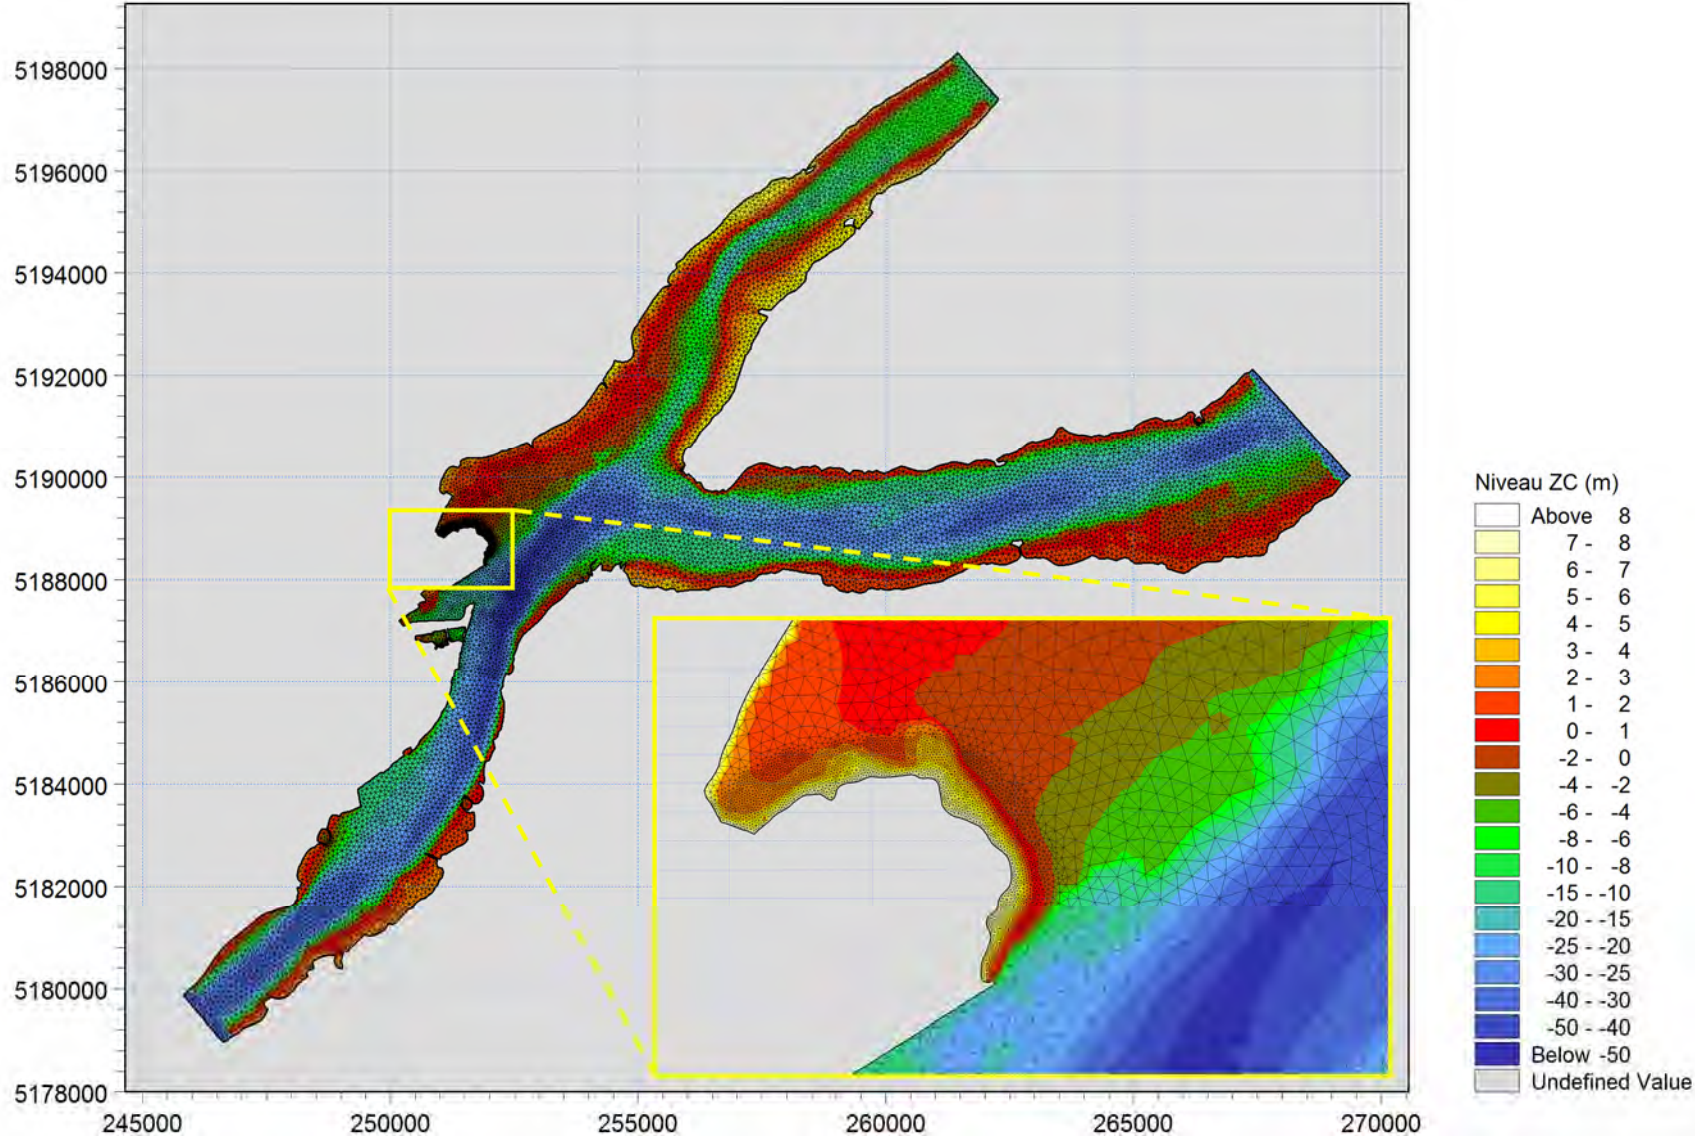 5198000
5196000
5194000
5192000
5190000
5188000
5186000
5184000
5182000
5180000
5178000
245000 250000 255000 260000 265000 270000
Niveau ZC (m)
Above 8
7 - 8
6 - 7
5 - 6
4 - 5
3 - 4
2 - 3
1 - 2
0 - 1
-2 - 0
-4 - -2
-6 - -4
-8 - -6
-10 - -8
-15 - -10
-20 - -15
-25 - -20
-30 - -25
-40 - -30
-50 - -40
Below -50
Undefined Value